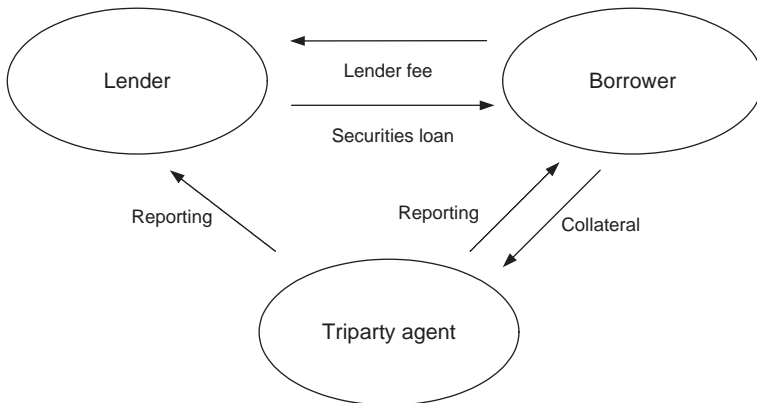 Lender
Borrower
Lender fee
Securities loan
Reporting
Reporting
Collateral
Triparty agent